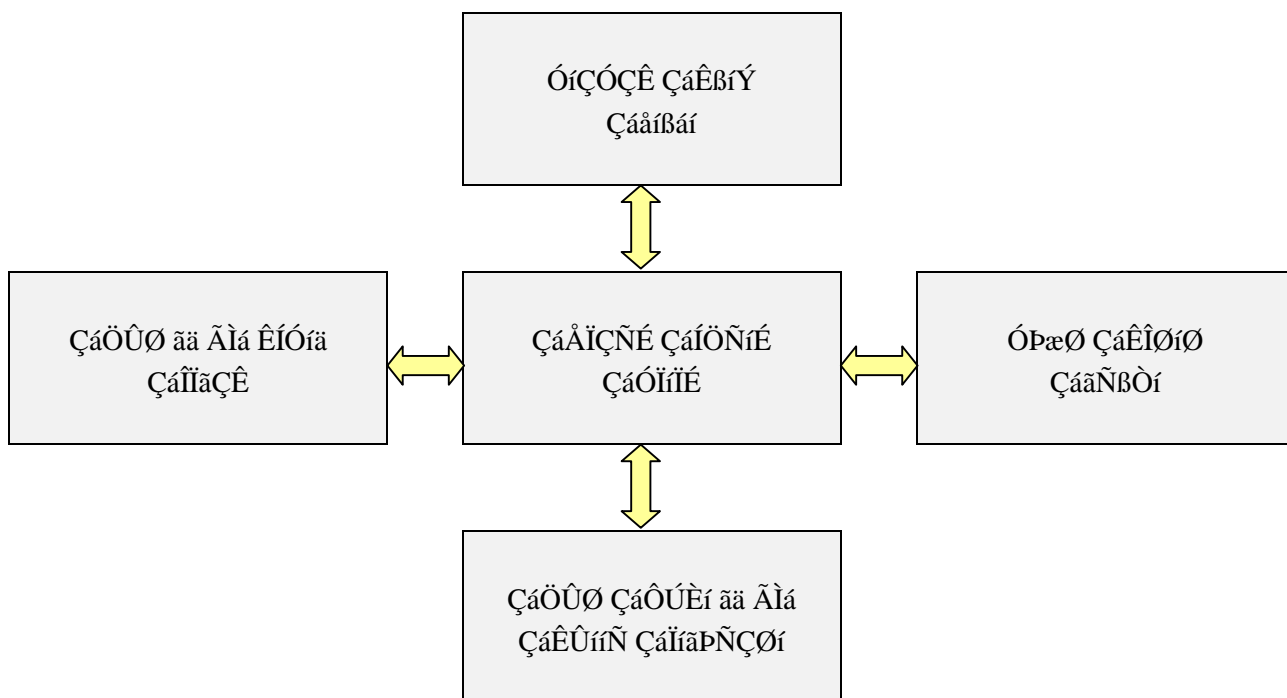 ÓíÇÓÇÊ ÇáÊßíÝ
Çáåíßáí
ÇáÖÛØ ãä ÃÌá ÊÍÓíä
ÇáÎÏãÇÊ
ÇáÅÏÇÑÉ ÇáÍÖÑíÉ
ÇáÓÏíÏÉ
ÓÞæØ ÇáÊÎØíØ
ÇáãÑßÒí
ÇáÖÛØ ÇáÔÚÈí ãä ÃÌá
ÇáÊÛííÑ ÇáÏíãÞÑÇØí